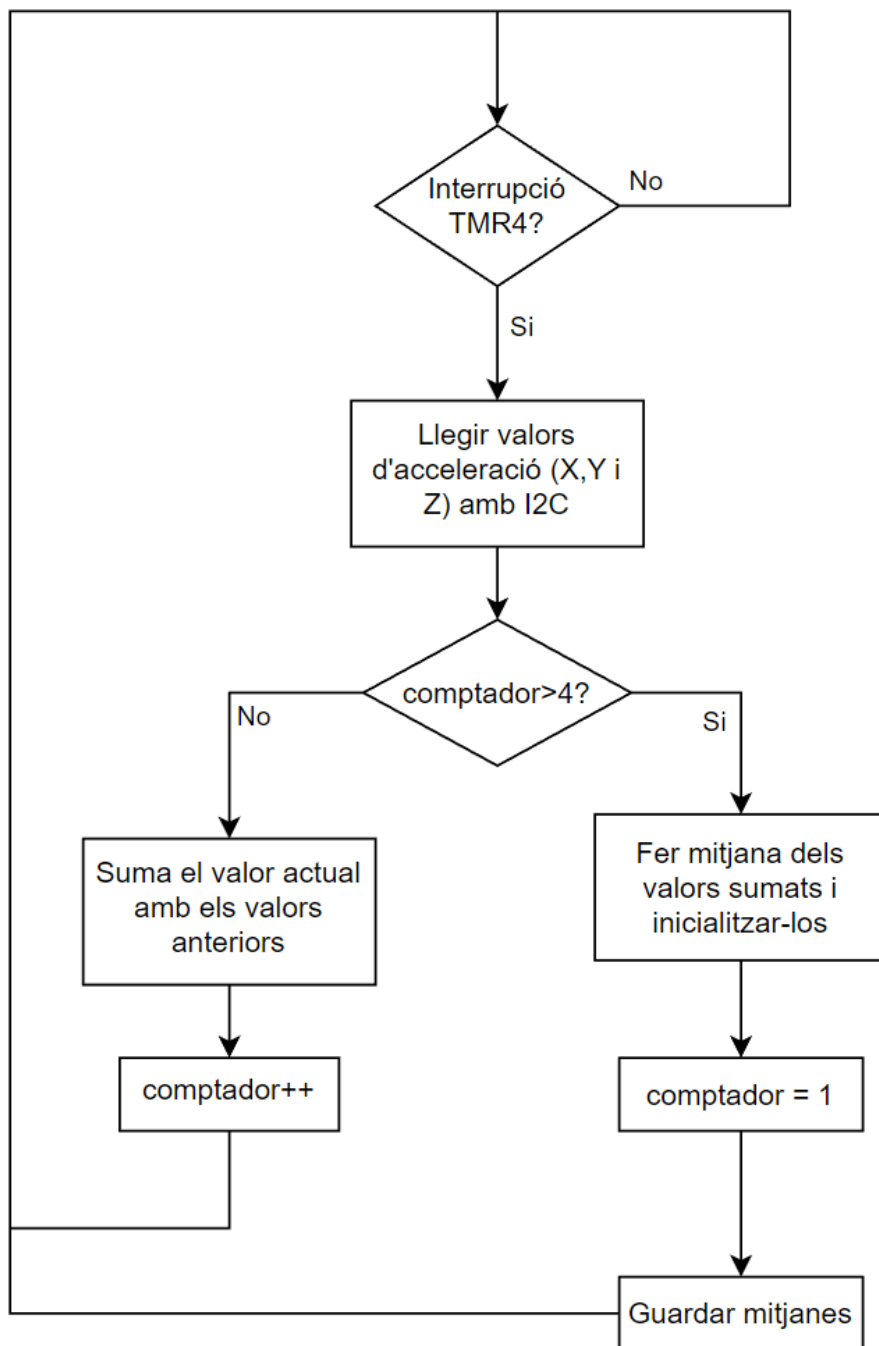 Interrupció
TMR4?
No
Si
Llegir valors
d'acceleració (X,Y i
Z) amb I2C
comptador>4?
No
Si
Suma el valor actual
amb els valors
anteriors
Fer mitjana dels
valors sumats i
inicialitzar-los
comptador++
comptador = 1
Guardar mitjanes